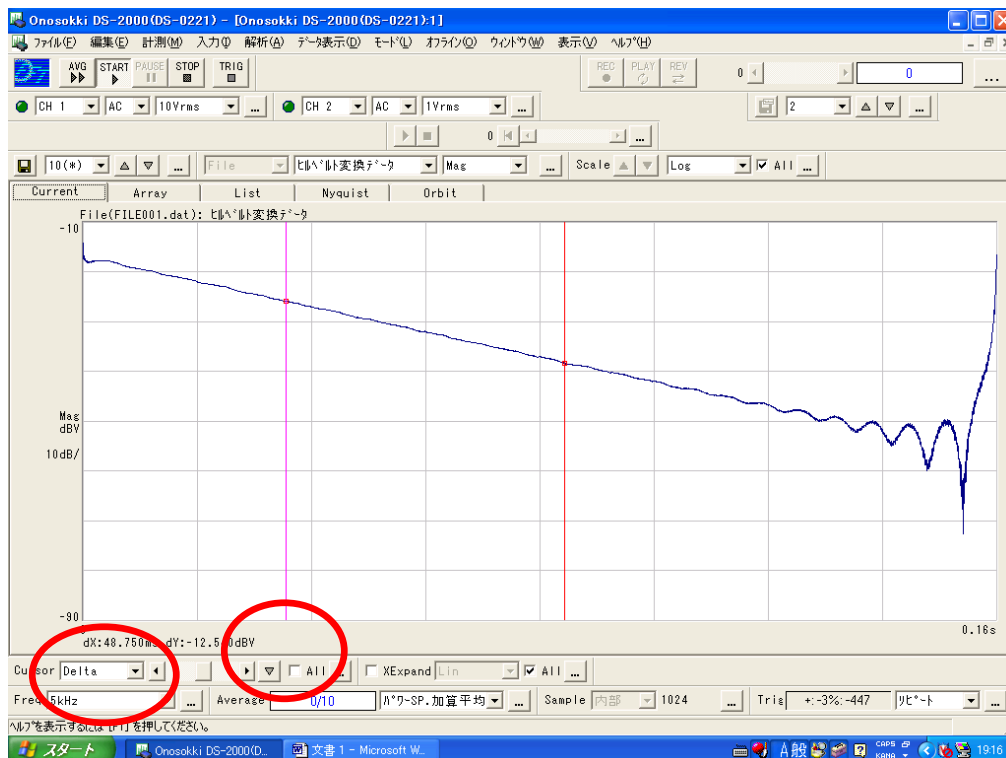 Onosokki DS-2000(DS-0221) - [Onosokki DS-2000(DS-0221):1]
ﾌｧｲﾙ(F) 編集(E) 計測(M) 入力(I) 解析(A) ﾃﾞｰﾀ表示(D) ﾓｰﾄﾞ(L) ｵﾌﾗｲﾝ(O) ｳｨﾝﾄﾞｳ(W) 表示(V) ﾍﾙﾌﾟ(H)
AVG START PAUSE STOP TRIG REC PLAY REV 0 0 ...
CH 1 AC 10Vrms ... CH 2 AC 1Vrms ... 2 ...
0 ...
10(*) ... File ﾋﾙﾍﾞﾙﾄ変換ﾃﾞｰﾀ Mag ... Scale Log All ...
Current Array List Nyquist Orbit
File(FILE001.dat): ﾋﾙﾍﾞﾙﾄ変換ﾃﾞｰﾀ
-10
Mag
dBV
10dB/
-90
0.16s
dX:48.750ms dY:-12.5 0dBV
Cursor Delta All ... XExpand Lin All ...
Freq 5kHz ... Average 0/10 ﾊﾟﾜｰSP.加算平均 ... Sample 内部 1024 ... Trig +:-3%:-447 ﾘﾋﾟｰﾄ ...
ﾍﾙﾌﾟを表示するには [F1] を押してください。
スタート Onosokki DS-2000(D... 文書 1 - Microsoft W... A 般 CAPS KANA 19:16